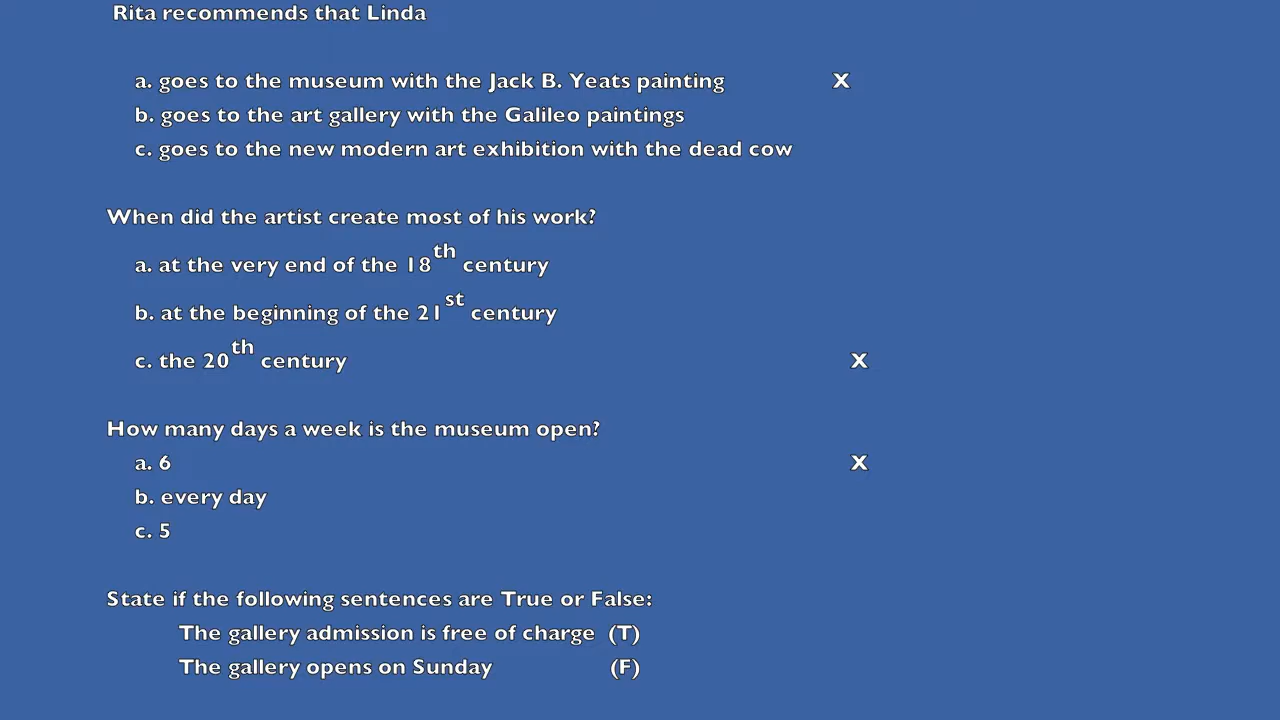 Rita recommends that Linda
a. goes to the museum with the Jack B. Yeats painting X
b. goes to the art gallery with the Galileo paintings
c. goes to the new modern art exhibition with the dead cow
When did the artist create most of his work?
a. at the very end of the 18th century
b. at the beginning of the 21st century
c. the 20th century X
How many days a week is the museum open?
a. 6 X
b. every day
c. 5
State if the following sentences are True or False:
The gallery admission is free of charge (T)
The gallery opens on Sunday (F)